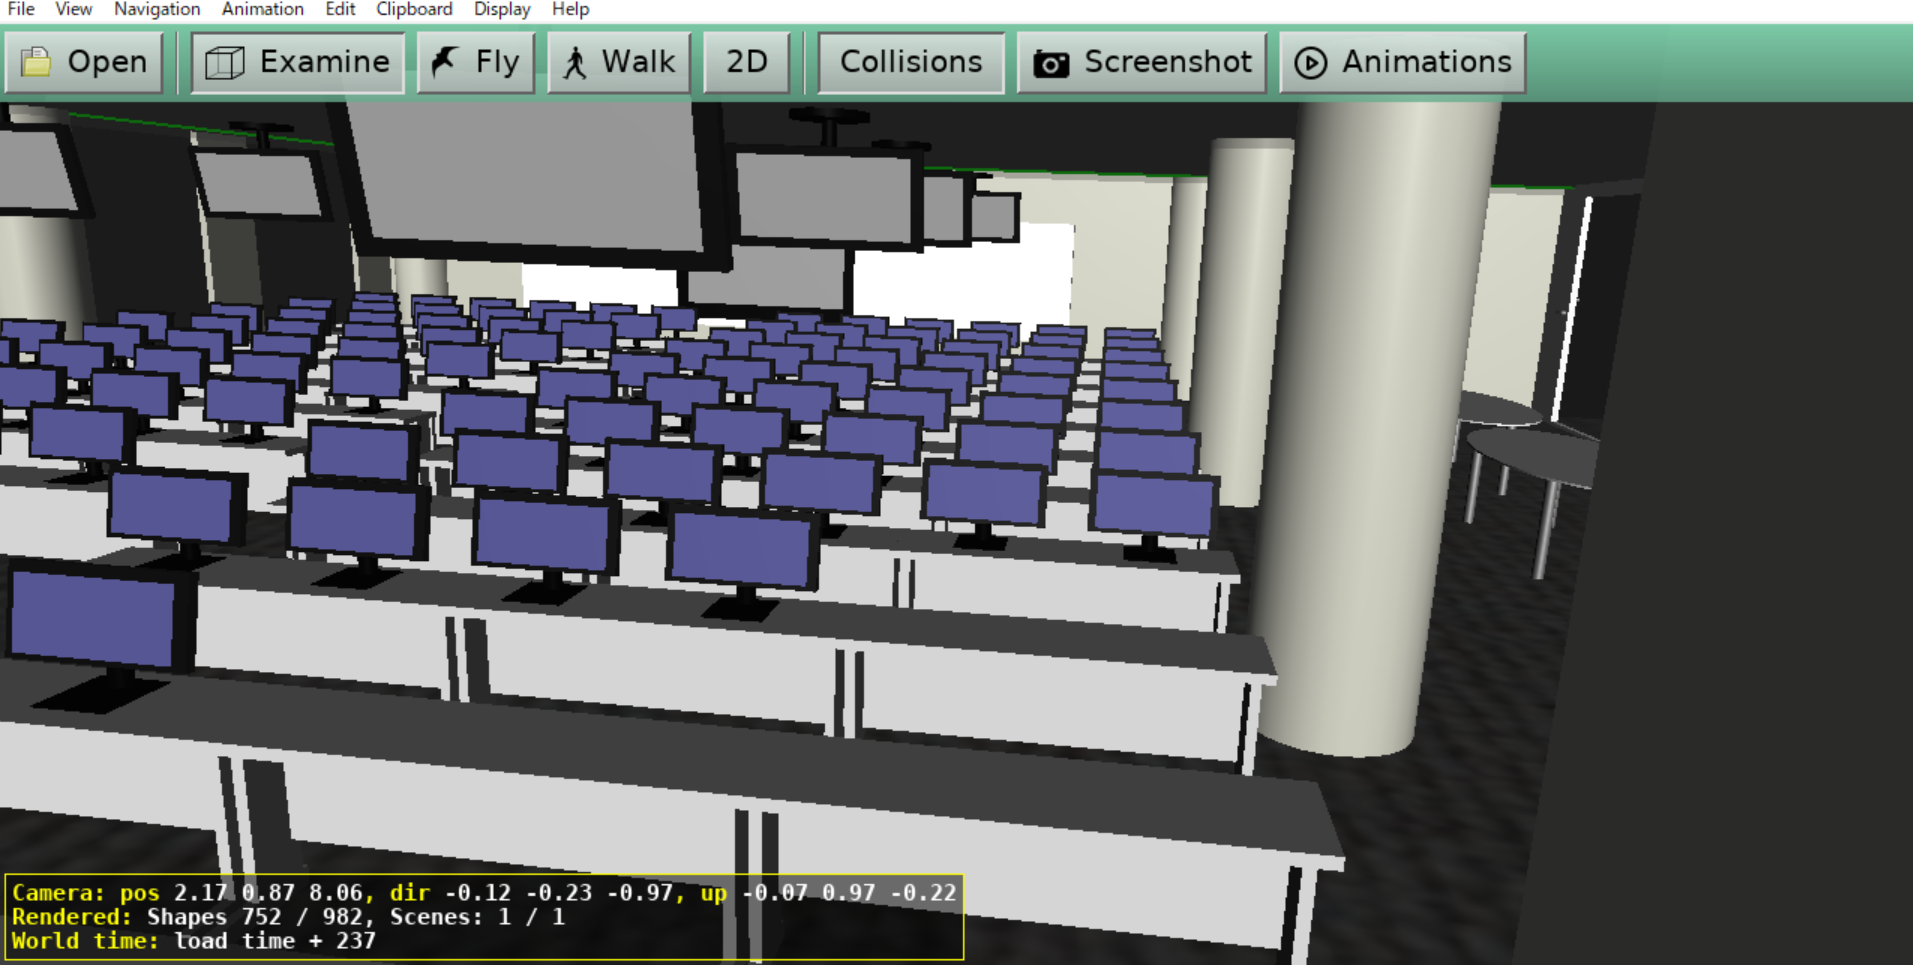 File View Navigation Animation Edit Clipboard Display Help
Open Examine Fly Walk 2D Collisions Screenshot Animations
Camera: pos 2.17 0.87 8.06, dir -0.12 -0.23 -0.97, up -0.07 0.97 -0.22
Rendered: Shapes 752 / 982, Scenes: 1 / 1
World time: load time + 237